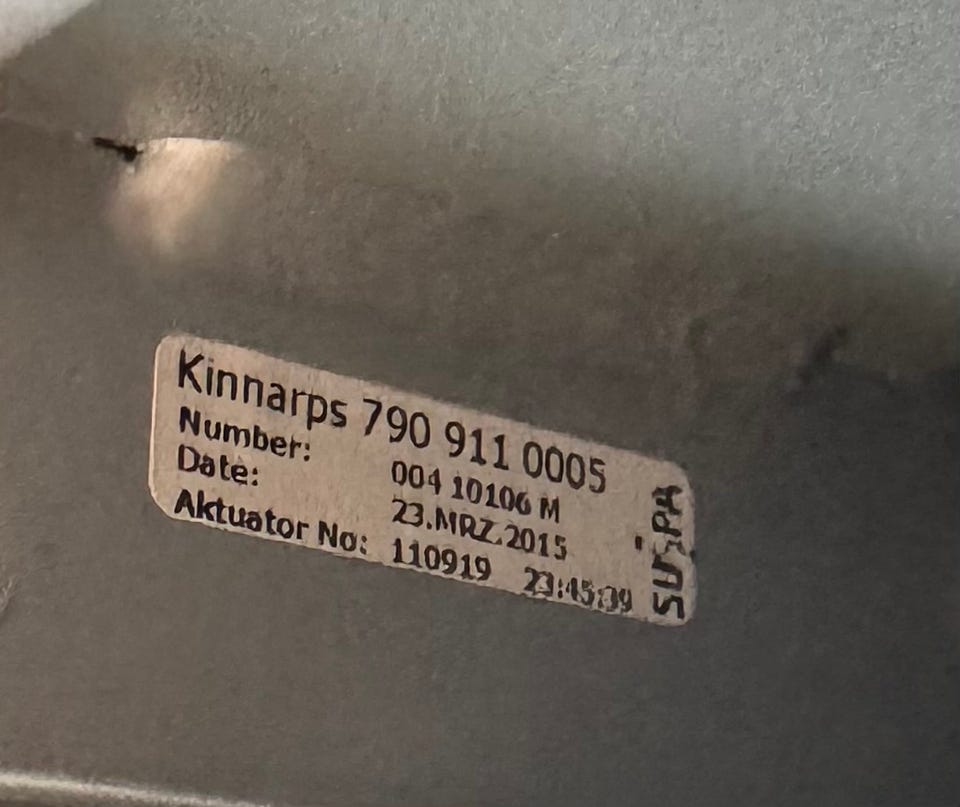 Kinnarps 790 911 0005
Number: 004 10106 M
Date: 23.MRZ.2015
Aktuator No: 110919 23:45:09
SUSPA